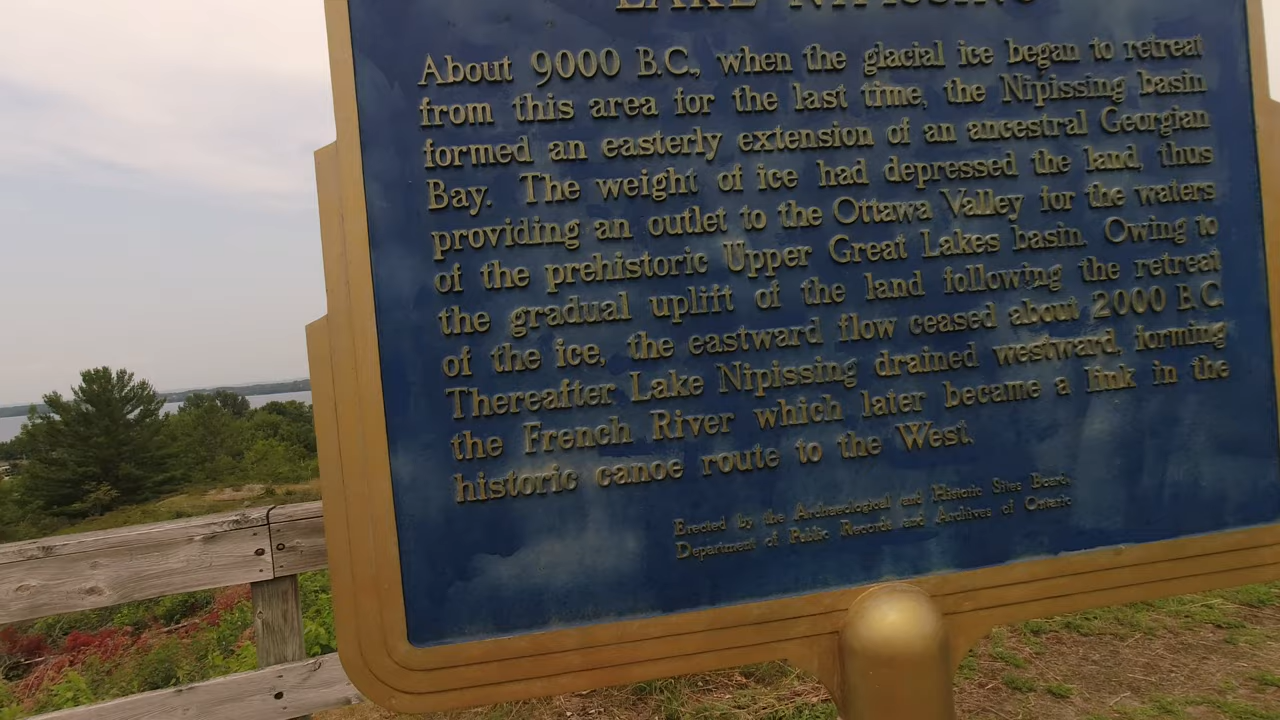 LAKE NIPISSING
About 9000 B.C., when the glacial ice began to retreat
from this area for the last time, the Nipissing basin
formed an easterly extension of an ancestral Georgian
Bay. The weight of ice had depressed the land, thus
providing an outlet to the Ottawa Valley for the waters
of the prehistoric Upper Great Lakes basin. Owing to
the gradual uplift of the land following the retreat
of the ice, the eastward flow ceased about 2000 B.C.
Thereafter Lake Nipissing drained westward, forming
the French River which later became a link in the
historic canoe route to the West.
Erected by the Archaeological and Historic Sites Board,
Department of Public Records and Archives of Ontario